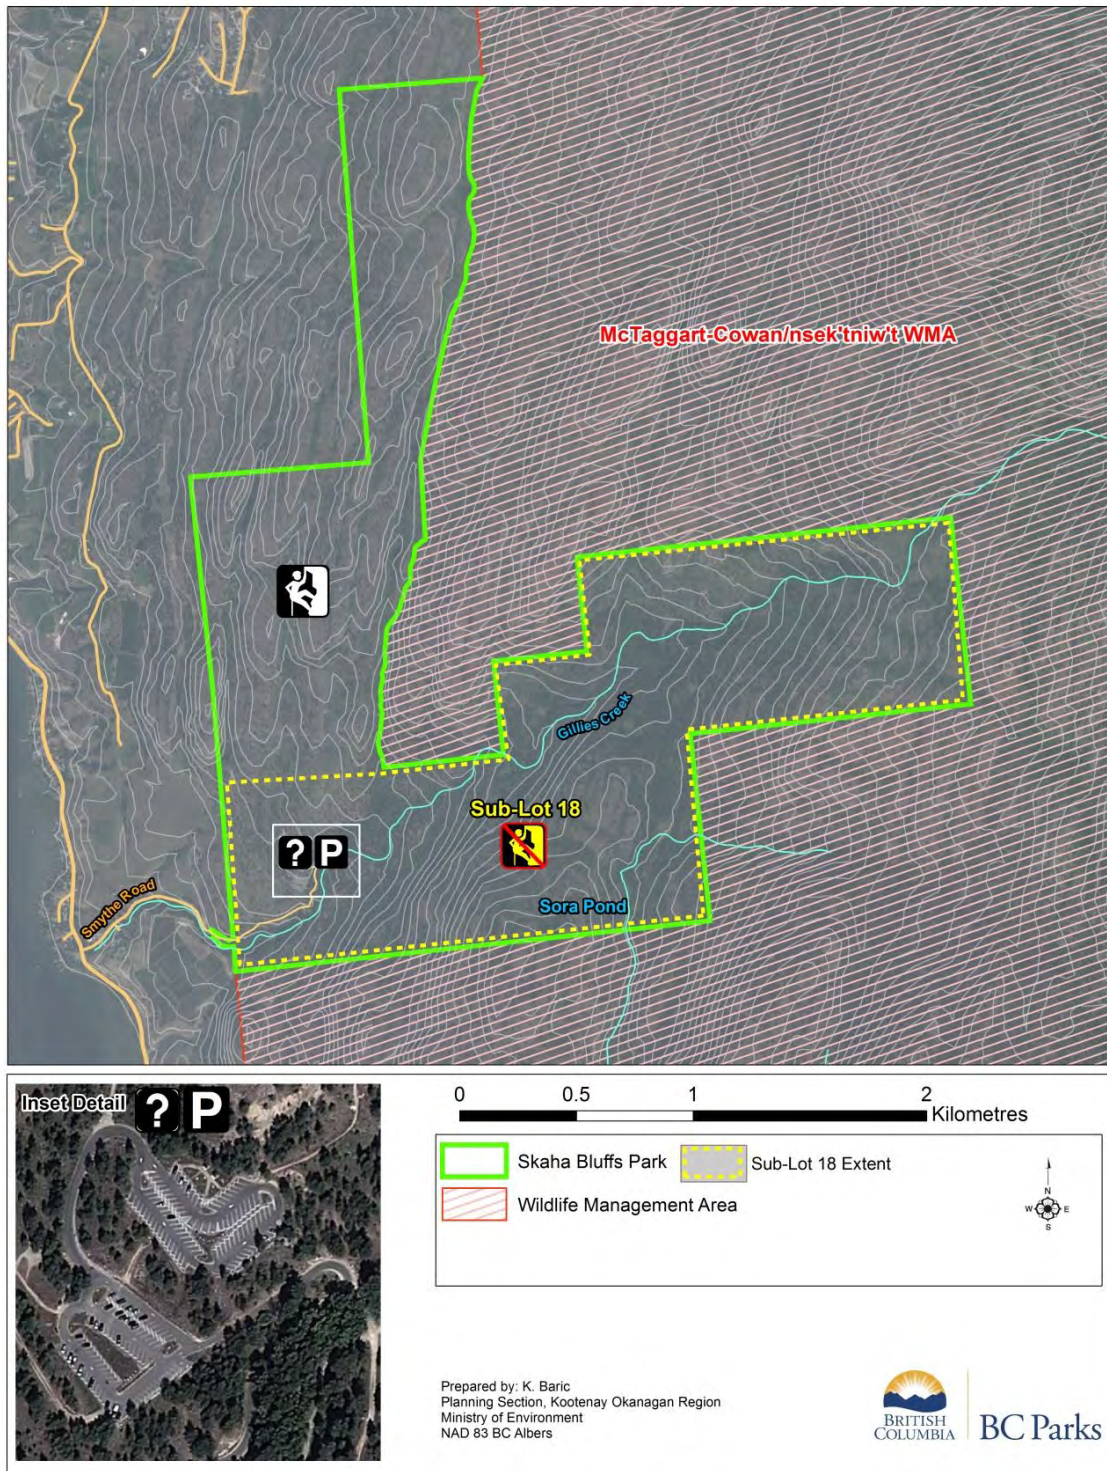 McTaggart-Cowan/nsek'tniw't WMA
Gillies Creek
Sub-Lot 18
? P
Sora Pond
Smythe Road
Inset Detail ? P
0 0.5 1 2
Kilometres
Skaha Bluffs Park
Sub-Lot 18 Extent
Wildlife Management Area
N
W E
S
Prepared by: K. Baric
Planning Section, Kootenay Okanagan Region
Ministry of Environment
NAD 83 BC Albers
BRITISH
COLUMBIA
BC Parks